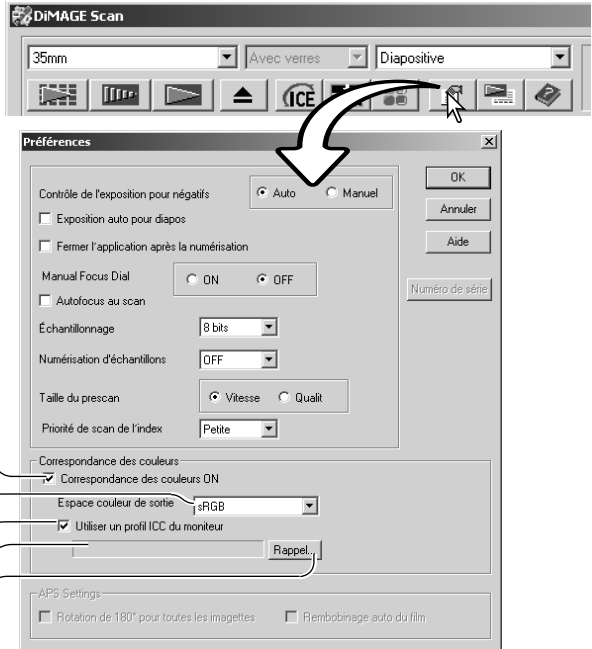 DiMAGE Scan
35mm Avec verres Diapositive
ICE
Préférences
Contrôle de l'exposition pour négatifs Auto Manuel
Exposition auto pour diapos
Fermer l'application après la numérisation
Manual Focus Dial ON OFF
Autofocus au scan
Échantillonnage 8 bits
Numérisation d'échantillons OFF
Taille du prescan Vitesse Qualit
Priorité de scan de l'index Petite
OK
Annuler
Aide
Numéro de série
Correspondance des couleurs
Correspondance des couleurs ON
Espace couleur de sortie sRGB
Utiliser un profil ICC du moniteur
Rappel...
APS Settings
Rotation de 180° pour toutes les imagettes Rembobinage auto du film